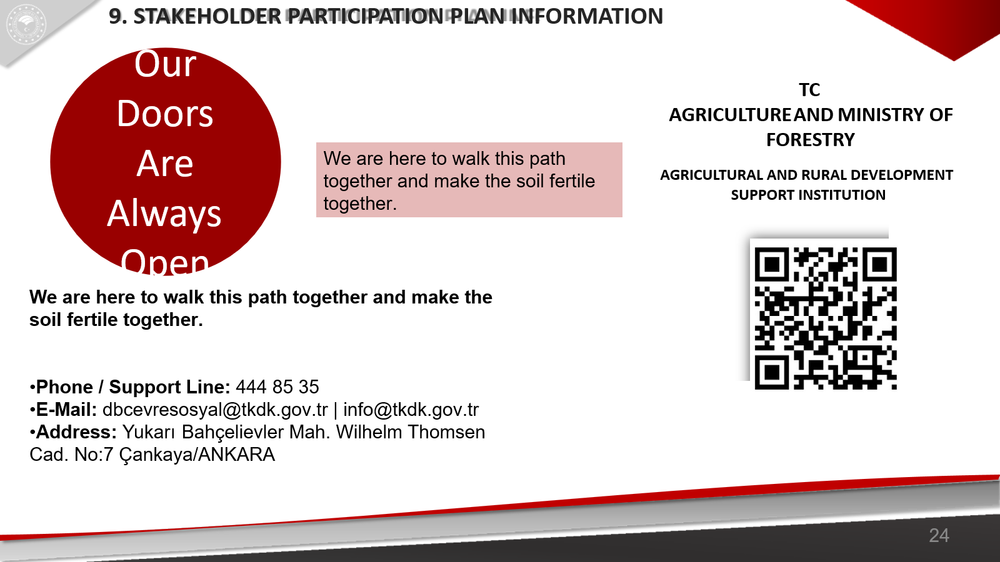 9. STAKEHOLDER PARTICIPATION PLAN INFORMATION
Our
Doors
Are
Always
Open
We are here to walk this path
together and make the soil fertile
together.
TC
AGRICULTURE AND MINISTRY OF
FORESTRY
AGRICULTURAL AND RURAL DEVELOPMENT
SUPPORT INSTITUTION
We are here to walk this path together and make the
soil fertile together.
•Phone / Support Line: 444 85 35
•E-Mail: dbcevresosyal@tkdk.gov.tr | info@tkdk.gov.tr
•Address: Yukarı Bahçelievler Mah. Wilhelm Thomsen
Cad. No:7 Çankaya/ANKARA
24